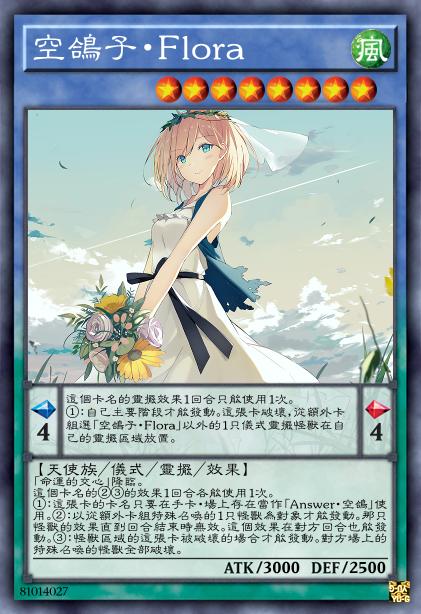 空鴿子・Flora
風
這個卡名的靈擺效果1回合只能使用1次。
①:自己主要階段才能發動。這張卡破壞,從額外卡
組選「空鴿子・Flora」以外的1只儀式靈擺怪獸在自
己的靈擺區域放置。
4
4
【天使族/儀式/靈擺/效果】
「命運的交心」降臨。
這個卡名的②③的效果1回合各能使用1次。
①:這張卡的卡名只要在手卡・場上存在當作「Answer・空鴿」使
用。②:以從額外卡組特殊召喚的1只怪獸為對象才能發動。那只
怪獸的效果直到回合結束時無效。這個效果在對方回合也能發
動。③:怪獸區域的這張卡被破壞的場合才能發動。對方場上的
特殊召喚的怪獸全部破壞。
ATK/3000 DEF/2500
81014027